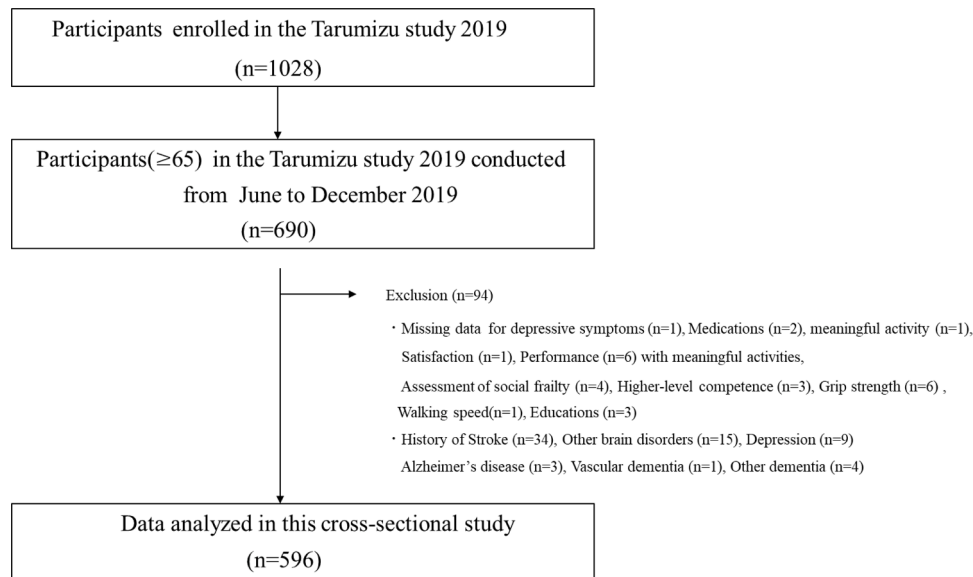 Participants enrolled in the Tarumizu study 2019
(n=1028)
Participants(≥65) in the Tarumizu study 2019 conducted
from June to December 2019
(n=690)
Exclusion (n=94)
・Missing data for depressive symptoms (n=1), Medications (n=2), meaningful activity (n=1),
Satisfaction (n=1), Performance (n=6) with meaningful activities,
Assessment of social frailty (n=4), Higher-level competence (n=3), Grip strength (n=6) ,
Walking speed(n=1), Educations (n=3)
・History of Stroke (n=34), Other brain disorders (n=15), Depression (n=9)
Alzheimer’s disease (n=3), Vascular dementia (n=1), Other dementia (n=4)
Data analyzed in this cross-sectional study
(n=596)